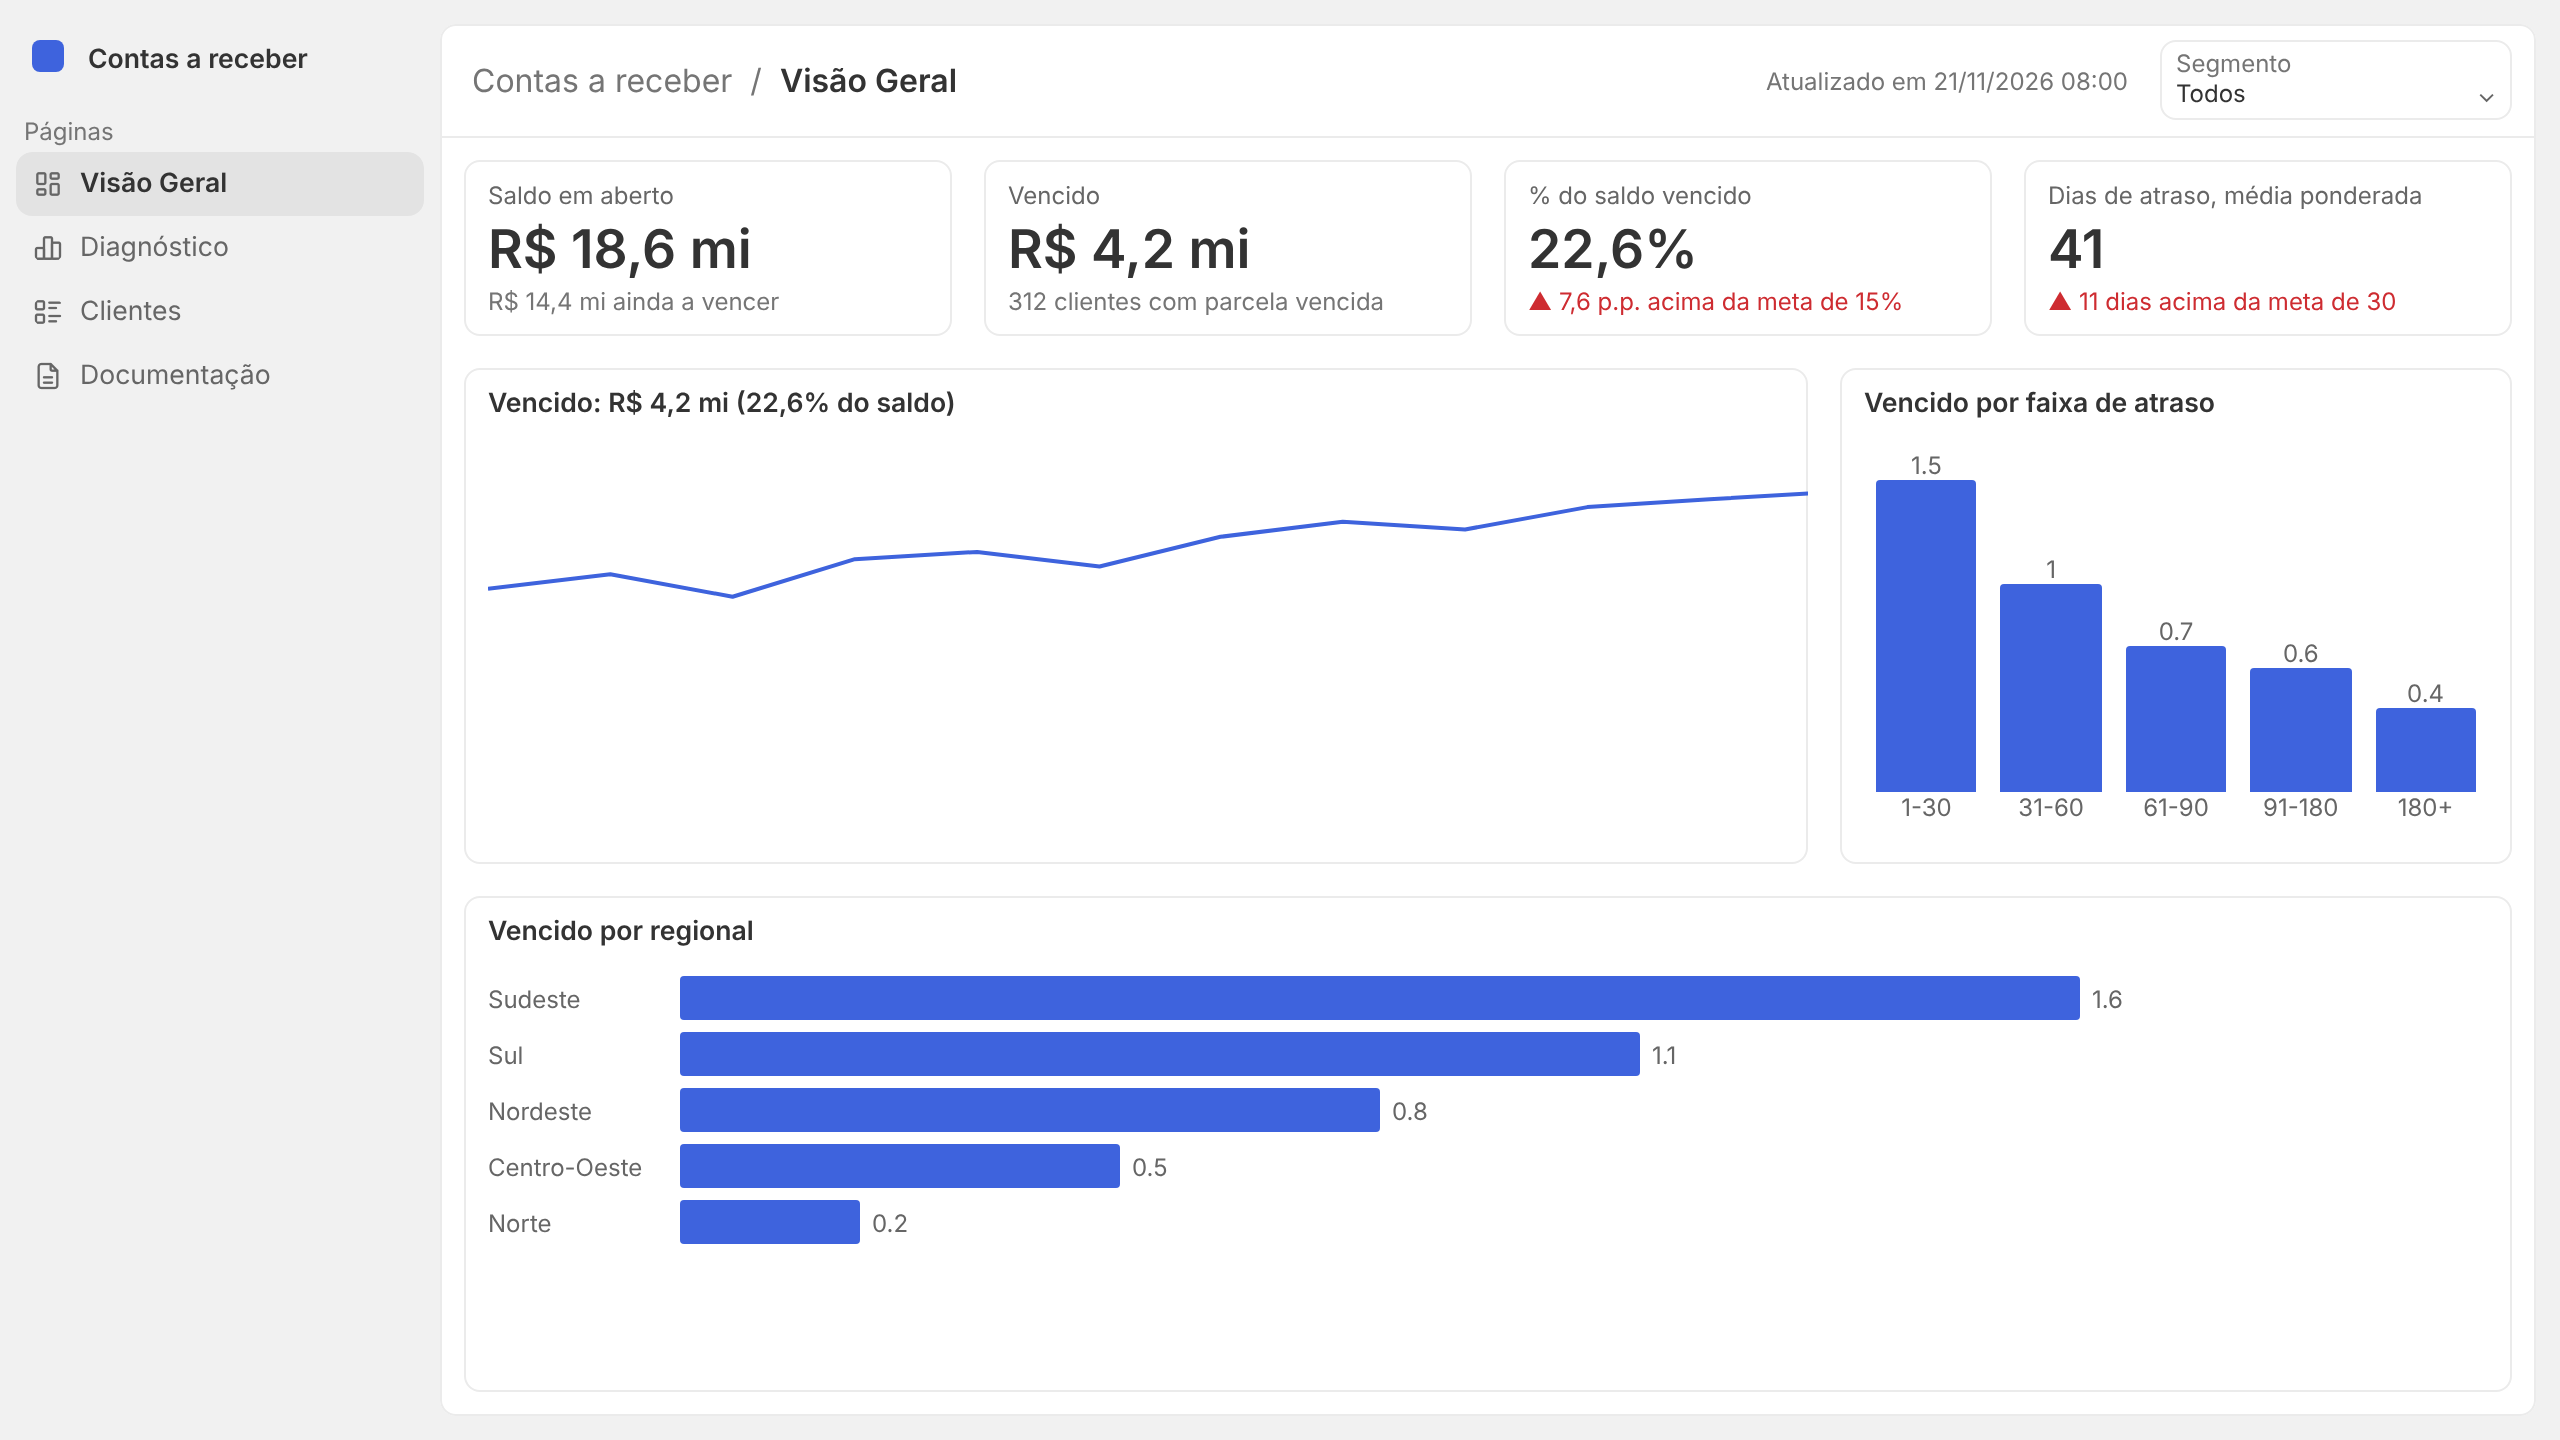 Contas a receber
Páginas
Visão Geral
Diagnóstico
Clientes
Documentação
Contas a receber / Visão Geral
Atualizado em 21/11/2026 08:00
Segmento
Todos
Saldo em aberto
R$ 18,6 mi
R$ 14,4 mi ainda a vencer
Vencido
R$ 4,2 mi
312 clientes com parcela vencida
% do saldo vencido
22,6%
▲ 7,6 p.p. acima da meta de 15%
Dias de atraso, média ponderada
41
▲ 11 dias acima da meta de 30
Vencido: R$ 4,2 mi (22,6% do saldo)
Vencido por faixa de atraso
1.5
1
0.7
0.6
0.4
1-30 31-60 61-90 91-180 180+
Vencido por regional
Sudeste 1.6
Sul 1.1
Nordeste 0.8
Centro-Oeste 0.5
Norte 0.2